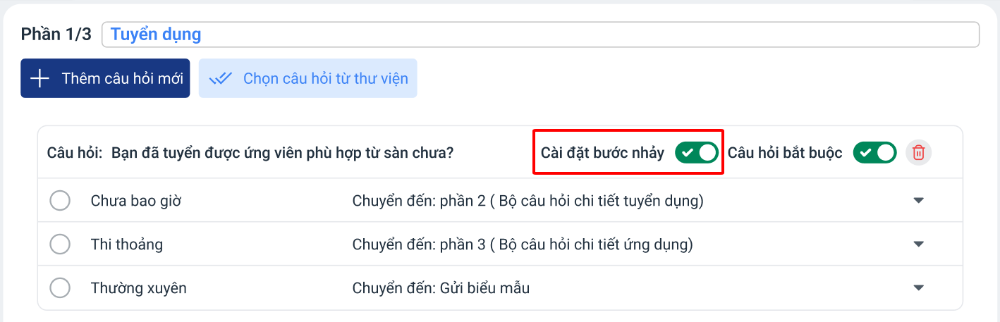 Phần 1/3 Tuyển dụng
Thêm câu hỏi mới Chọn câu hỏi từ thư viện
Câu hỏi: Bạn đã tuyển được ứng viên phù hợp từ sàn chưa? Cài đặt bước nhảy Câu hỏi bắt buộc
Chưa bao giờ Chuyển đến: phần 2 ( Bộ câu hỏi chi tiết tuyển dụng)
Thi thoảng Chuyển đến: phần 3 ( Bộ câu hỏi chi tiết ứng dụng)
Thường xuyên Chuyển đến: Gửi biểu mẫu